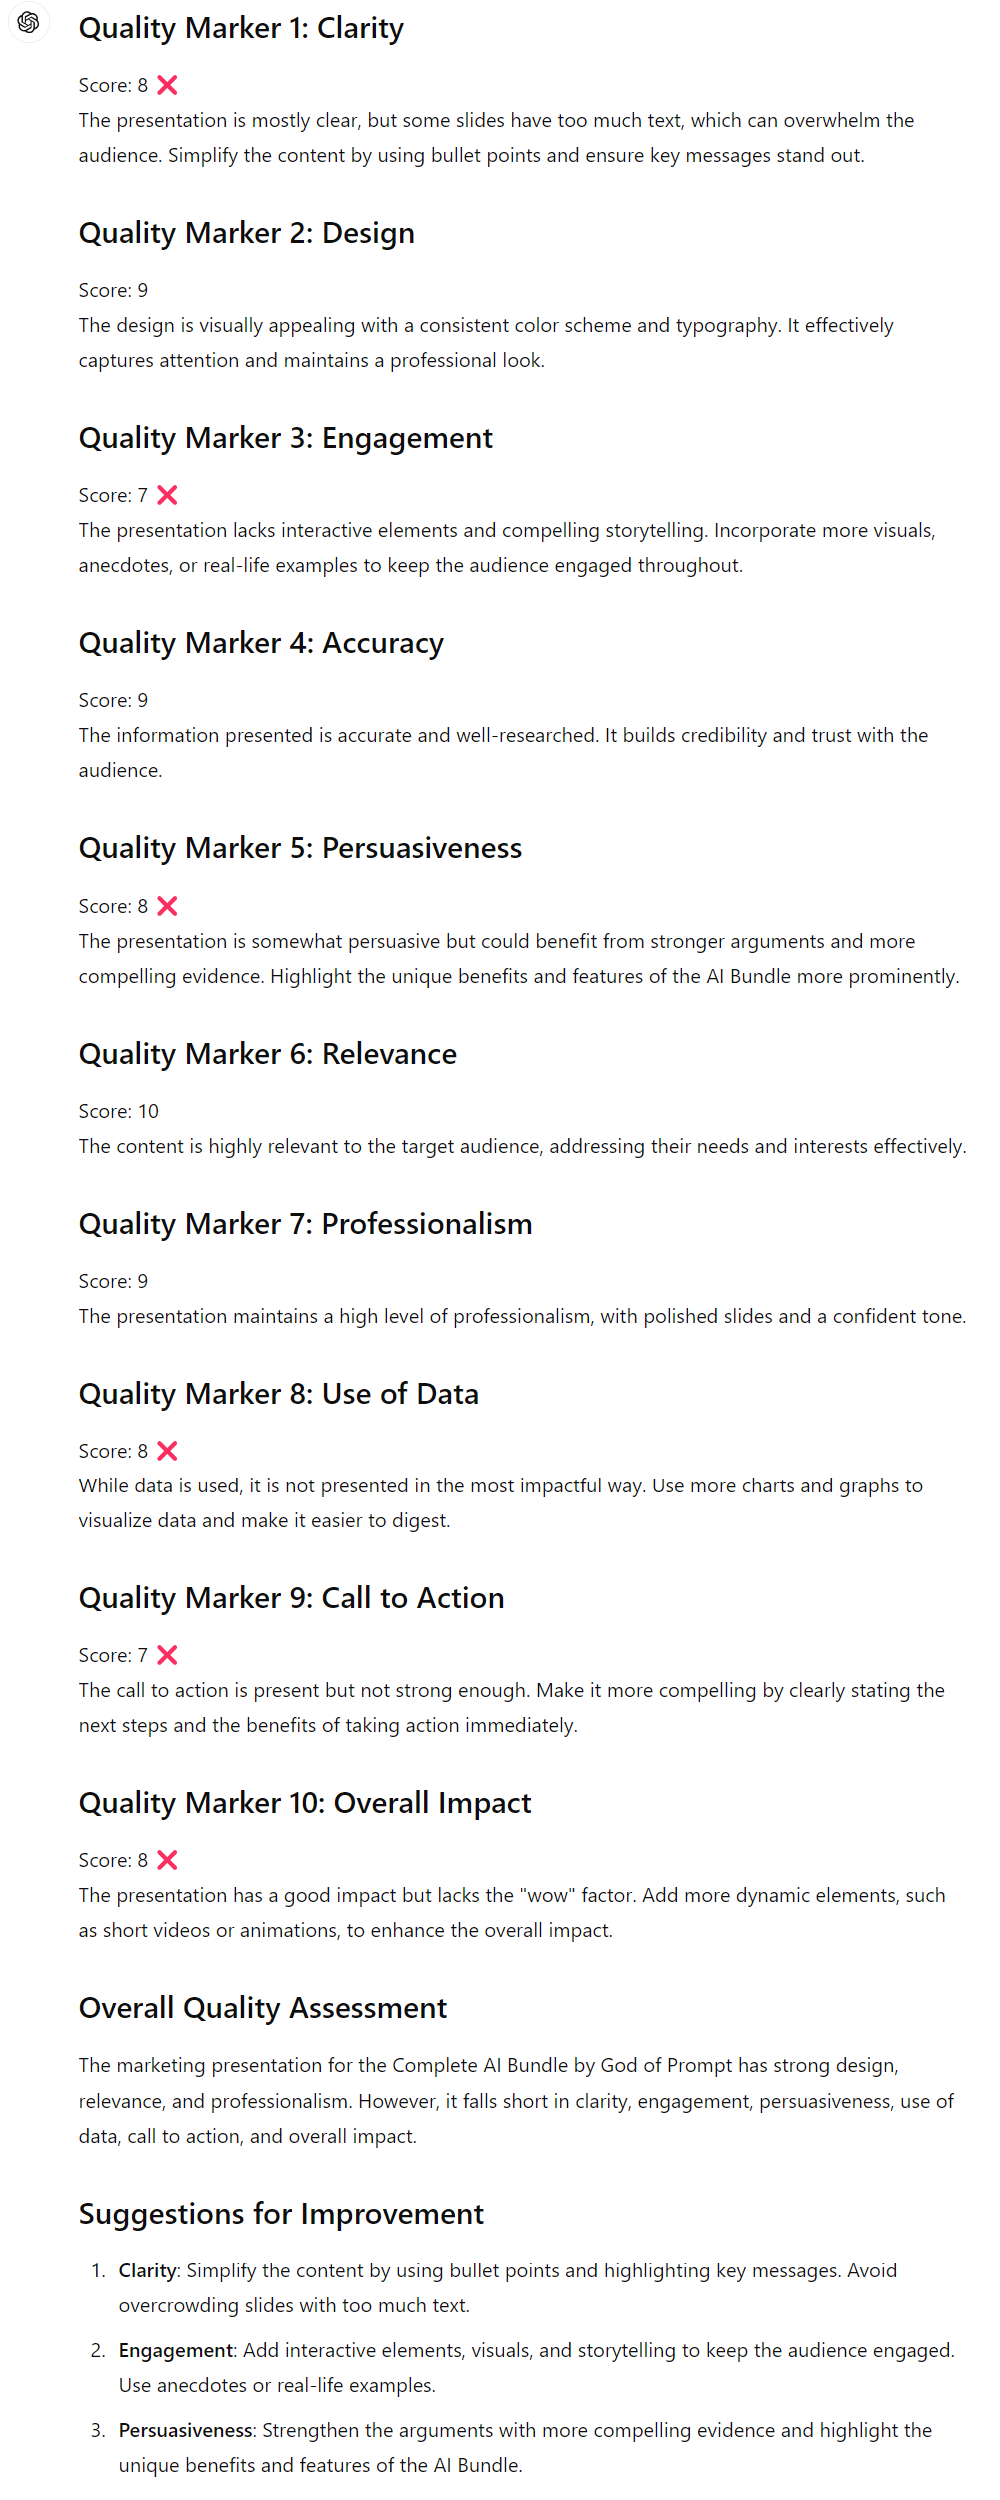 Quality Marker 1: Clarity
Score: 8 ❌
The presentation is mostly clear, but some slides have too much text, which can overwhelm the
audience. Simplify the content by using bullet points and ensure key messages stand out.
Quality Marker 2: Design
Score: 9
The design is visually appealing with a consistent color scheme and typography. It effectively
captures attention and maintains a professional look.
Quality Marker 3: Engagement
Score: 7 ❌
The presentation lacks interactive elements and compelling storytelling. Incorporate more visuals,
anecdotes, or real-life examples to keep the audience engaged throughout.
Quality Marker 4: Accuracy
Score: 9
The information presented is accurate and well-researched. It builds credibility and trust with the
audience.
Quality Marker 5: Persuasiveness
Score: 8 ❌
The presentation is somewhat persuasive but could benefit from stronger arguments and more
compelling evidence. Highlight the unique benefits and features of the AI Bundle more prominently.
Quality Marker 6: Relevance
Score: 10
The content is highly relevant to the target audience, addressing their needs and interests effectively.
Quality Marker 7: Professionalism
Score: 9
The presentation maintains a high level of professionalism, with polished slides and a confident tone.
Quality Marker 8: Use of Data
Score: 8 ❌
While data is used, it is not presented in the most impactful way. Use more charts and graphs to
visualize data and make it easier to digest.
Quality Marker 9: Call to Action
Score: 7 ❌
The call to action is present but not strong enough. Make it more compelling by clearly stating the
next steps and the benefits of taking action immediately.
Quality Marker 10: Overall Impact
Score: 8 ❌
The presentation has a good impact but lacks the "wow" factor. Add more dynamic elements, such
as short videos or animations, to enhance the overall impact.
Overall Quality Assessment
The marketing presentation for the Complete AI Bundle by God of Prompt has strong design,
relevance, and professionalism. However, it falls short in clarity, engagement, persuasiveness, use of
data, call to action, and overall impact.
Suggestions for Improvement
1. Clarity: Simplify the content by using bullet points and highlighting key messages. Avoid
overcrowding slides with too much text.
2. Engagement: Add interactive elements, visuals, and storytelling to keep the audience engaged.
Use anecdotes or real-life examples.
3. Persuasiveness: Strengthen the arguments with more compelling evidence and highlight the
unique benefits and features of the AI Bundle.